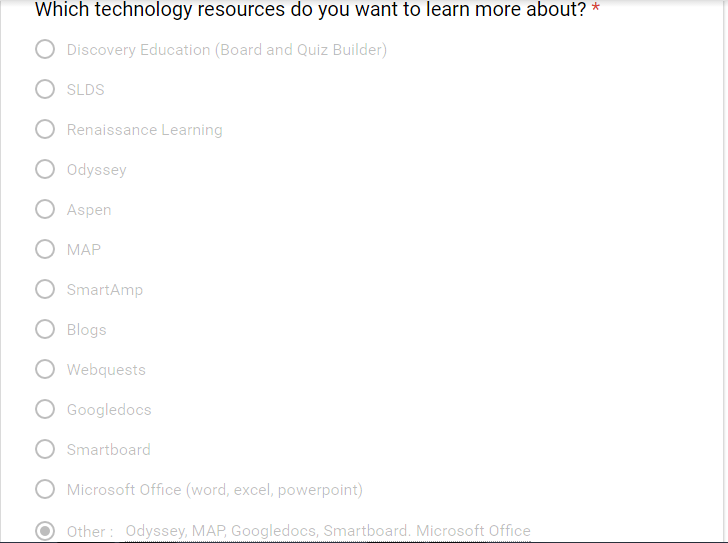 Which technology resources do you want to learn more about? *
Discovery Education (Board and Quiz Builder)
SLDS
Renaissance Learning
Odyssey
Aspen
MAP
SmartAmp
Blogs
Webquests
Googledocs
Smartboard
Microsoft Office (word, excel, powerpoint)
Other : Odyssey, MAP, Googledocs, Smartboard. Microsoft Office